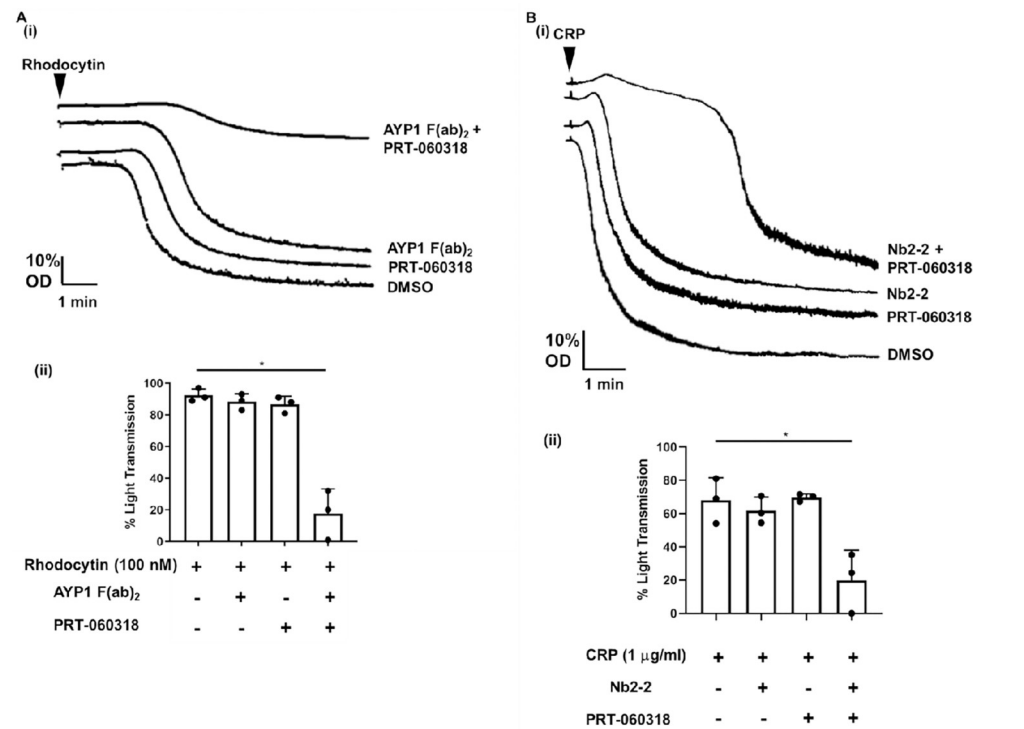 A
(i)
Rhodocytin
AYP1 F(ab)₂ +
PRT-060318
AYP1 F(ab)₂
PRT-060318
DMSO
10%
OD
1 min
(ii)
*
% Light Transmission
100
80
60
40
20
0
Rhodocytin (100 nM) + + + +
AYP1 F(ab)₂ - + - +
PRT-060318 - - + +
B
(i) CRP
Nb2-2 +
PRT-060318
Nb2-2
PRT-060318
DMSO
10%
OD
1 min
(ii)
*
% Light Transmission
100
80
60
40
20
0
CRP (1 μg/ml) + + + +
Nb2-2 - + - +
PRT-060318 - - + +